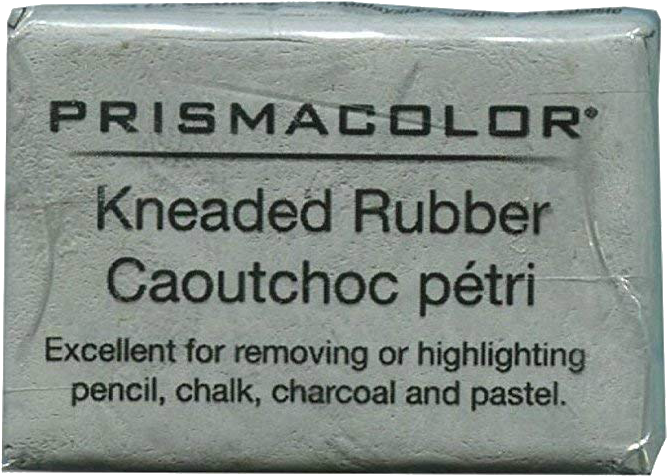 PRISMACOLOR®
Kneaded Rubber
Caoutchoc pétri
Excellent for removing or highlighting
pencil, chalk, charcoal and pastel.